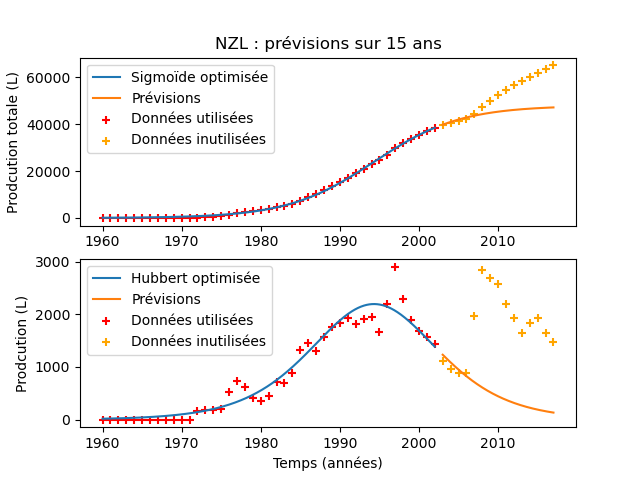 NZL : prévisions sur 15 ans
Prodcution totale (L)
60000
40000
20000
0
Sigmoïde optimisée
Prévisions
Données utilisées
Données inutilisées
1960 1970 1980 1990 2000 2010
Prodcution (L)
3000
2000
1000
0
Hubbert optimisée
Prévisions
Données utilisées
Données inutilisées
1960 1970 1980 1990 2000 2010
Temps (années)